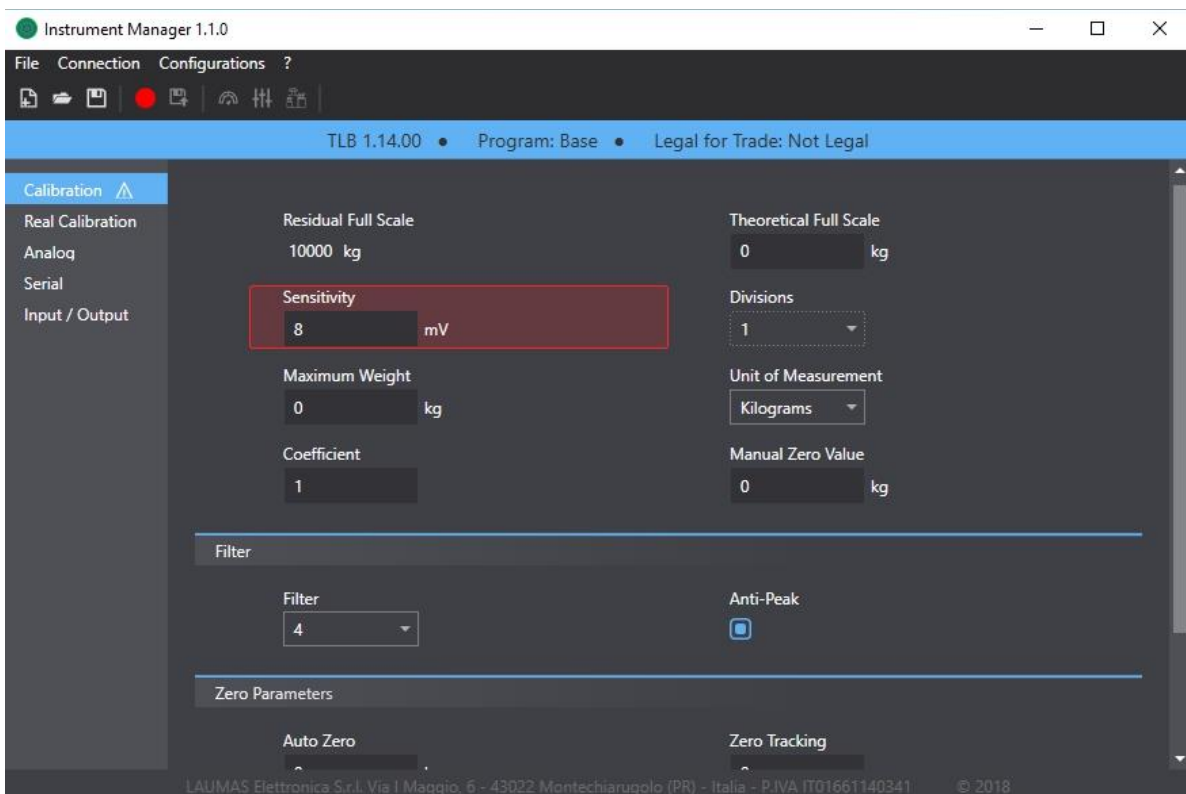 Instrument Manager 1.1.0
File Connection Configurations ?
TLB 1.14.00 • Program: Base • Legal for Trade: Not Legal
Calibration
Real Calibration
Analog
Serial
Input / Output
Residual Full Scale
10000 kg
Theoretical Full Scale
0 kg
Sensitivity
8 mV
Divisions
1
Maximum Weight
0 kg
Unit of Measurement
Kilograms
Coefficient
1
Manual Zero Value
0 kg
Filter
Filter
4
Anti-Peak
Zero Parameters
Auto Zero
Zero Tracking
LAUMAS Elettronica S.r.l. Via I Maggio, 6 - 43022 Montechiarugolo (PR) - Italia - P.IVA IT01661140341 © 2018